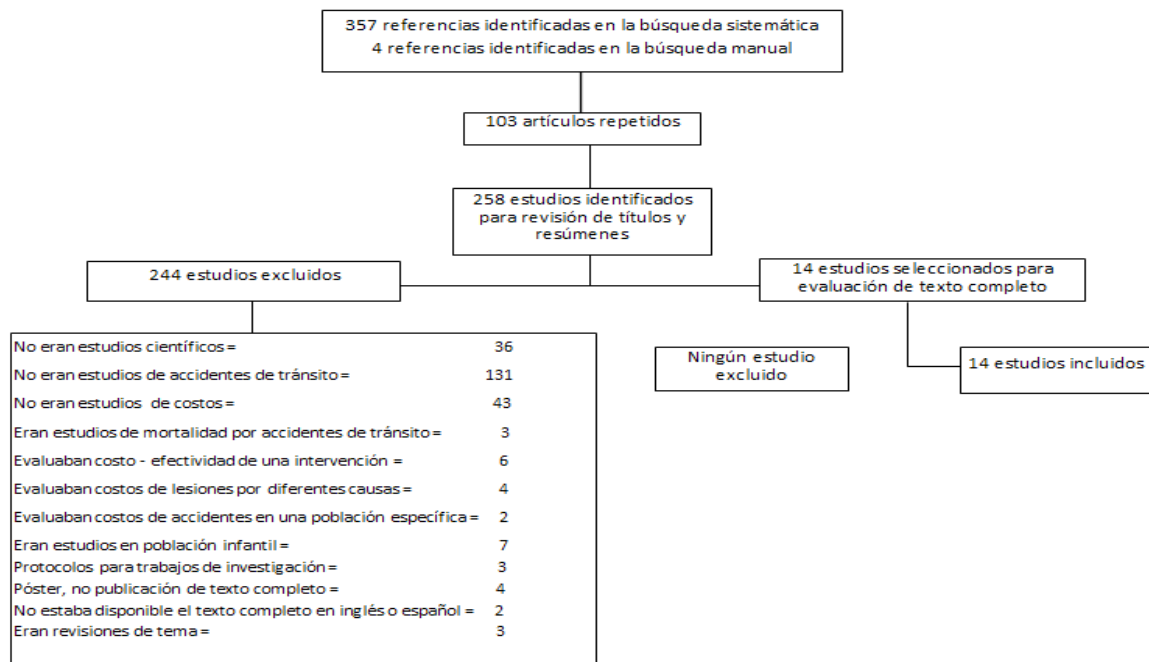 357 referencias identificadas en la búsqueda sistemática
4 referencias identificadas en la búsqueda manual
103 artículos repetidos
258 estudios identificados
para revisión de títulos y
resúmenes
244 estudios excluidos
14 estudios seleccionados para
evaluación de texto completo
No eran estudios científicos = 36
No eran estudios de accidentes de tránsito = 131
No eran estudios de costos = 43
Eran estudios de mortalidad por accidentes de tránsito = 3
Evaluaban costo - efectividad de una intervención = 6
Evaluaban costos de lesiones por diferentes causas = 4
Evaluaban costos de accidentes en una población específica = 2
Eran estudios en población infantil = 7
Protocolos para trabajos de investigación = 3
Póster, no publicación de texto completo = 4
No estaba disponible el texto completo en inglés o español = 2
Eran revisiones de tema = 3
Ningún estudio
excluido
14 estudios incluidos